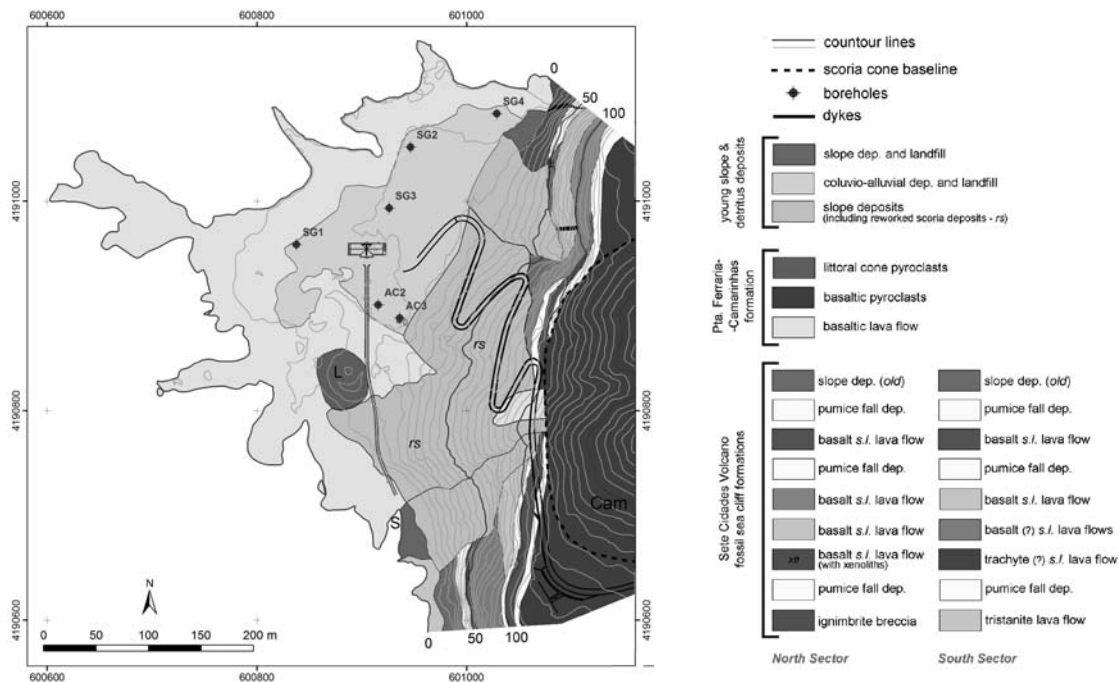 600600
600800
601000
4191000
4190800
4190600
4191000
4190800
4190600
0
50
100
SG4
SG2
SG3
SG1
AC2
AC3
rs
L
rs
Cam
S
N
0 50 100 150 200 m
0 50 100
600600
600800
601000
countour lines
scoria cone baseline
boreholes
dykes
young slope &
detritus deposits
slope dep. and landfill
coluvio-alluvial dep. and landfill
slope deposits
(including reworked scoria deposits - rs)
Pta. Ferraria-
-Camarinhas
formation
littoral cone pyroclasts
basaltic pyroclasts
basaltic lava flow
Sete Cidades Volcano
fossil sea cliff formations
slope dep. (old)
pumice fall dep.
basalt s.l. lava flow
pumice fall dep.
basalt s.l. lava flow
basalt s.l. lava flow
basalt s.l. lava flow
(with xenoliths)
pumice fall dep.
ignimbrite breccia
North Sector
slope dep. (old)
pumice fall dep.
basalt s.l. lava flow
pumice fall dep.
basalt s.l. lava flow
basalt (?) s.l. lava flows
trachyte (?) s.l. lava flow
pumice fall dep.
tristanite lava flow
South Sector